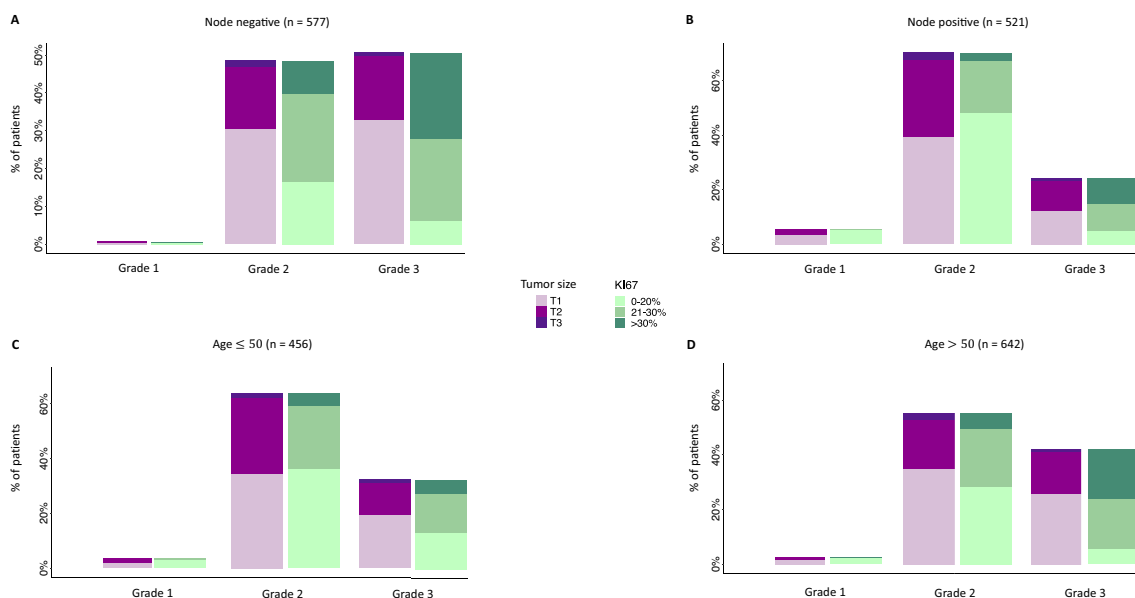 A
Node negative (n = 577)
% of patients
50%
40%
30%
20%
10%
0%
Grade 1
Grade 2
Grade 3
B
Node positive (n = 521)
% of patients
60%
40%
20%
0%
Grade 1
Grade 2
Grade 3
Tumor size
T1
T2
T3
KI67
0-20%
21-30%
>30%
C
Age ≤ 50 (n = 456)
% of patients
60%
40%
20%
0%
Grade 1
Grade 2
Grade 3
D
Age > 50 (n = 642)
% of patients
60%
40%
20%
0%
Grade 1
Grade 2
Grade 3